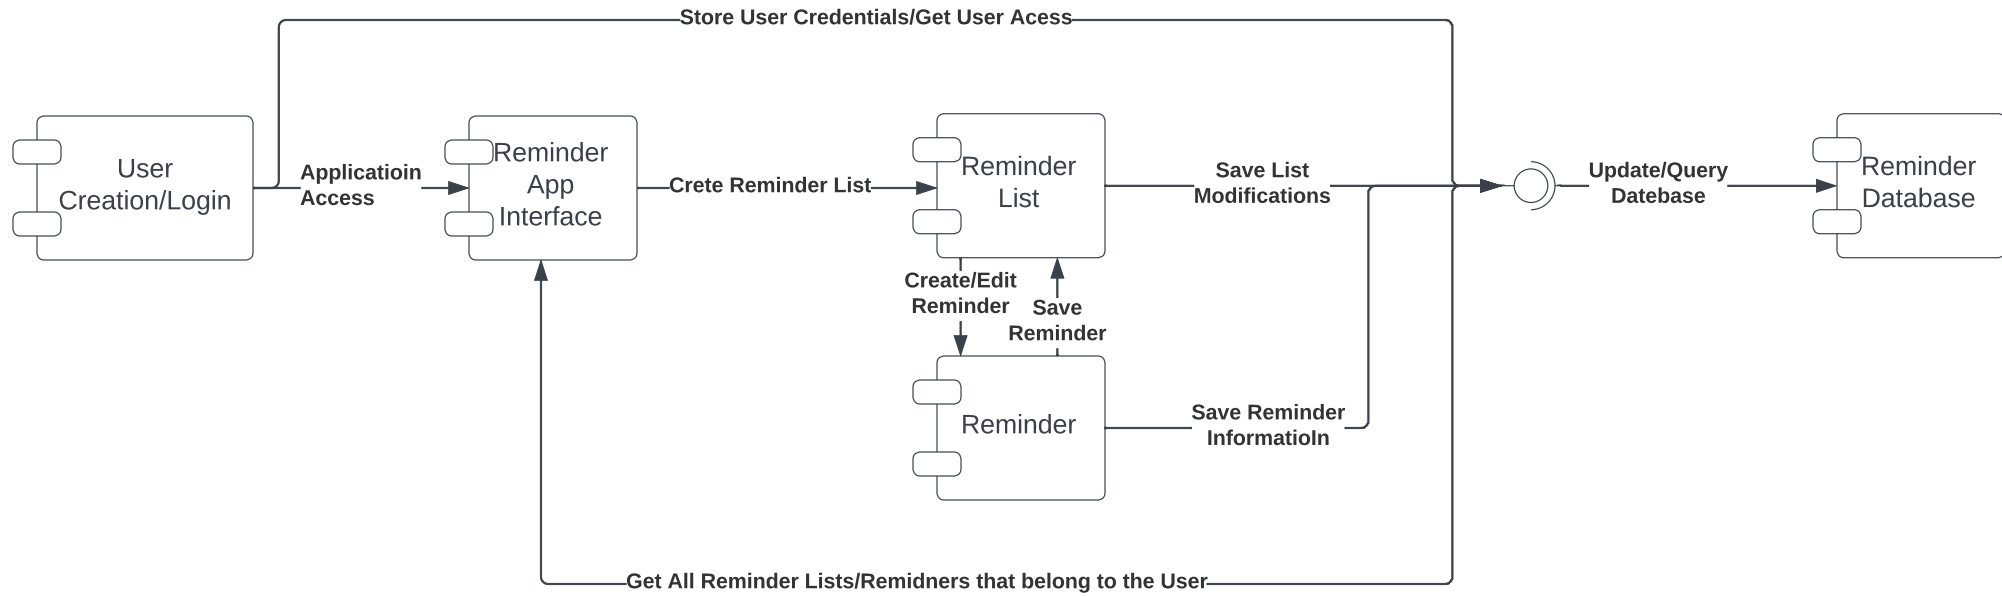 Store User Credentials/Get User Acess
User
Creation/Login
Applicatioin
Access
Reminder
App
Interface
Crete Reminder List
Reminder
List
Save List
Modifications
Update/Query
Datebase
Reminder
Database
Create/Edit
Reminder
Save
Reminder
Reminder
Save Reminder
InformatioIn
Get All Reminder Lists/Remidners that belong to the User